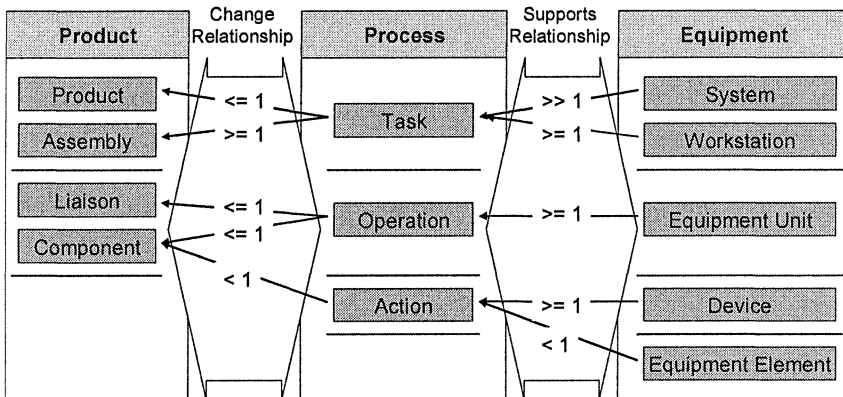 Product
Change
Relationship
Process
Supports
Relationship
Equipment
Product
<= 1
Task
>> 1
System
Assembly
>= 1
>= 1
Workstation
Liaison
<= 1
Operation
>= 1
Equipment Unit
Component
<= 1
< 1
Action
>= 1
Device
< 1
Equipment Element